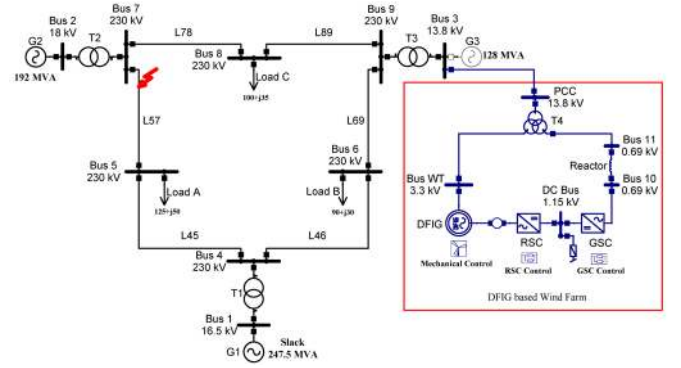 Bus 2
18 kV
G2
192 MVA
T2
Bus 7
230 kV
L78
Bus 8
230 kV
Load C
100+j35
L89
Bus 9
230 kV
T3
Bus 3
13.8 kV
G3
128 MVA
L57
L69
Bus 5
230 kV
Load A
125+j50
Bus 6
230 kV
Load B
90+j30
L45
L46
Bus 4
230 kV
T1
Bus 1
16.5 kV
G1
Slack
247.5 MVA
PCC
13.8 kV
T4
Bus 11
0.69 kV
Reactor
Bus 10
0.69 kV
Bus WT
3.3 kV
DC Bus
1.15 kV
DFIG
RSC
GSC
Mechanical Control
RSC Control
GSC Control
DFIG based Wind Farm